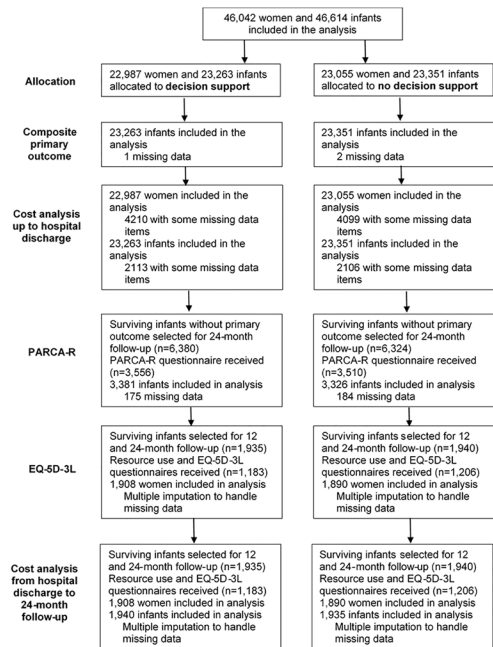 46,042 women and 46,614 infants
included in the analysis
Allocation
22,987 women and 23,263 infants
allocated to decision support
23,055 women and 23,351 infants
allocated to no decision support
Composite
primary
outcome
23,263 infants included in the
analysis
1 missing data
23,351 infants included in the
analysis
2 missing data
Cost analysis
up to hospital
discharge
22,987 women included in the
analysis
4210 with some missing data
items
23,263 infants included in the
analysis
2113 with some missing data
items
23,055 women included in the
analysis
4099 with some missing data
items
23,351 infants included in the
analysis
2106 with some missing data
items
PARCA-R
Surviving infants without primary
outcome selected for 24-month
follow-up (n=6,380)
PARCA-R questionnaire received
(n=3,556)
3,381 infants included in analysis
175 missing data
Surviving infants without primary
outcome selected for 24-month
follow-up (n=6,324)
PARCA-R questionnaire received
(n=3,510)
3,326 infants included in analysis
184 missing data
EQ-5D-3L
Surviving infants selected for 12
and 24-month follow-up (n=1,935)
Resource use and EQ-5D-3L
questionnaires received (n=1,183)
1,908 women included in analysis
Multiple imputation to handle
missing data
Surviving infants selected for 12
and 24-month follow-up (n=1,940)
Resource use and EQ-5D-3L
questionnaires received (n=1,206)
1,890 women included in analysis
Multiple imputation to handle
missing data
Cost analysis
from hospital
discharge to
24-month
follow-up
Surviving infants selected for 12
and 24-month follow-up (n=1,935)
Resource use and EQ-5D-3L
questionnaires received (n=1,183)
1,908 women included in analysis
1,940 infants included in analysis
Multiple imputation to handle
missing data
Surviving infants selected for 12
and 24-month follow-up (n=1,940)
Resource use and EQ-5D-3L
questionnaires received (n=1,206)
1,890 women included in analysis
1,935 infants included in analysis
Multiple imputation to handle
missing data